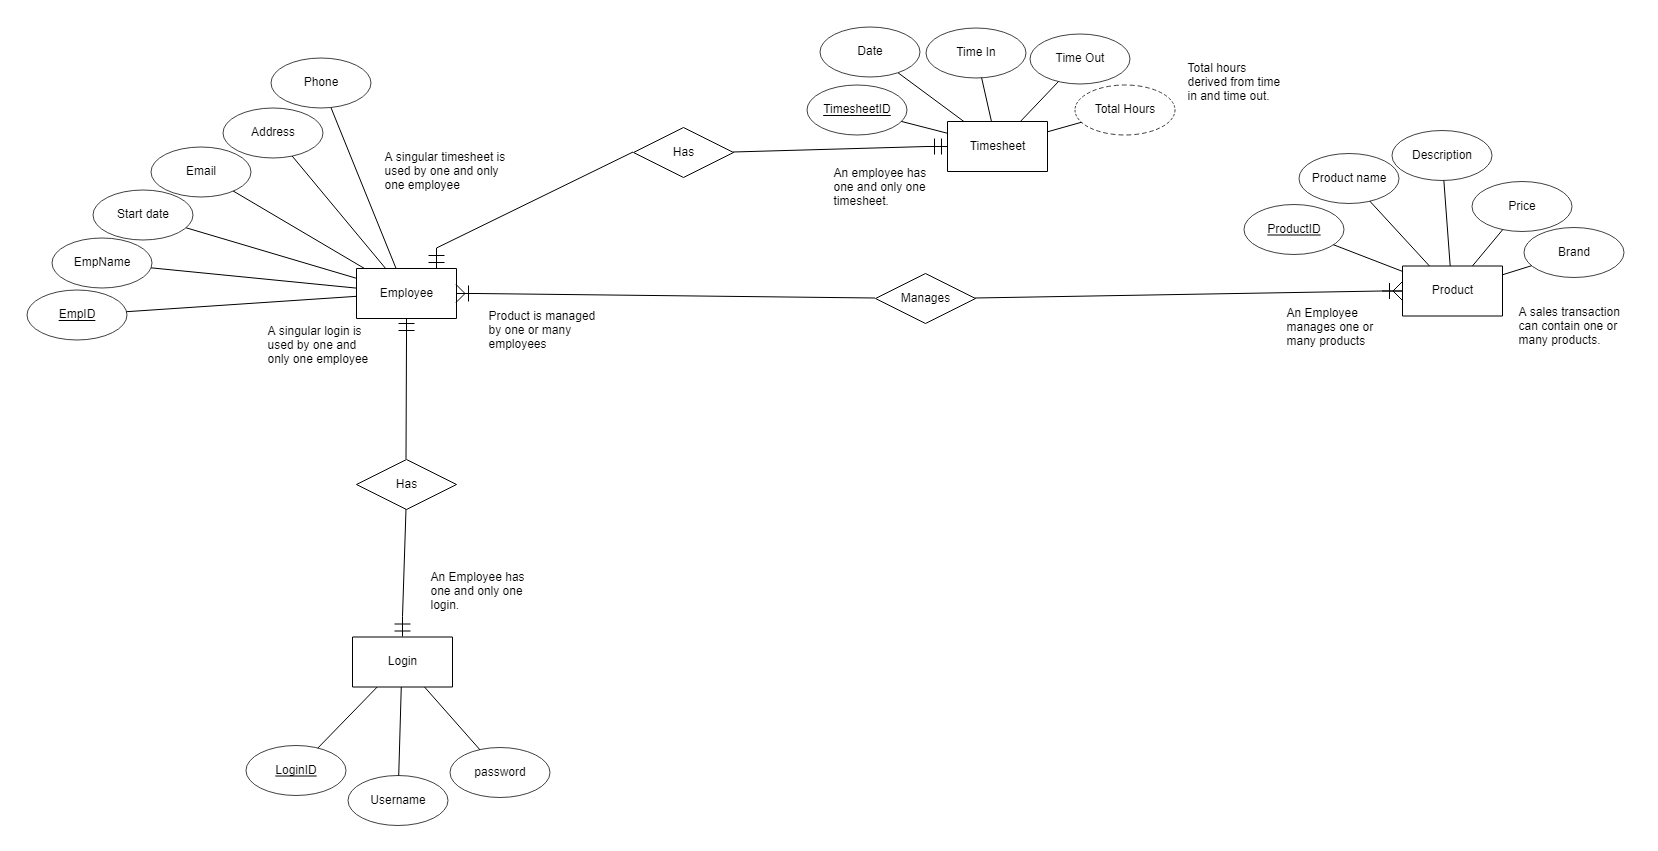 Date
Time In
Time Out
Total hours
derived from time
in and time out.
TimesheetID
Total Hours
Timesheet
Phone
Address
Email
Start date
EmpName
EmpID
Employee
A singular timesheet is
used by one and only
one employee
Has
An employee has
one and only one
timesheet.
Description
Product name
Price
ProductID
Brand
Product
Manages
Product is managed
by one or many
employees
An Employee
manages one or
many products
A sales transaction
can contain one or
many products.
A singular login is
used by one and
only one employee
Has
An Employee has
one and only one
login.
Login
LoginID
Username
password